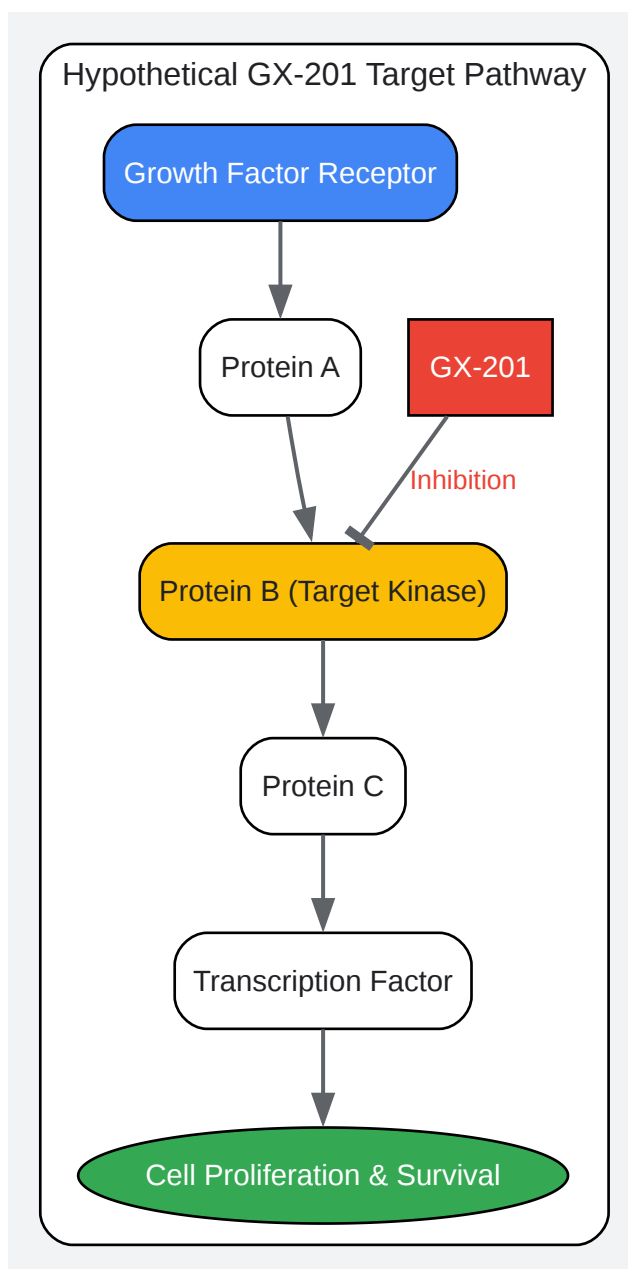 Hypothetical GX-201 Target Pathway
Growth Factor Receptor
Protein A
GX-201
Inhibition
Protein B (Target Kinase)
Protein C
Transcription Factor
Cell Proliferation & Survival